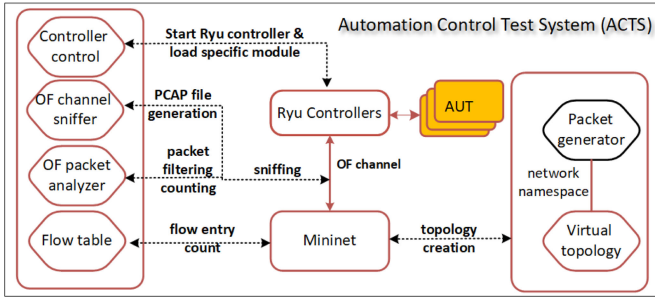 Automation Control Test System (ACTS)
Controller
control
Start Ryu controller &
load specific module
OF channel
sniffer
PCAP file
generation
Ryu Controllers
AUT
Packet
generator
OF packet
analyzer
packet
filtering
counting
sniffing
OF channel
network
namespace
Flow table
flow entry
count
Mininet
topology
creation
Virtual
topology